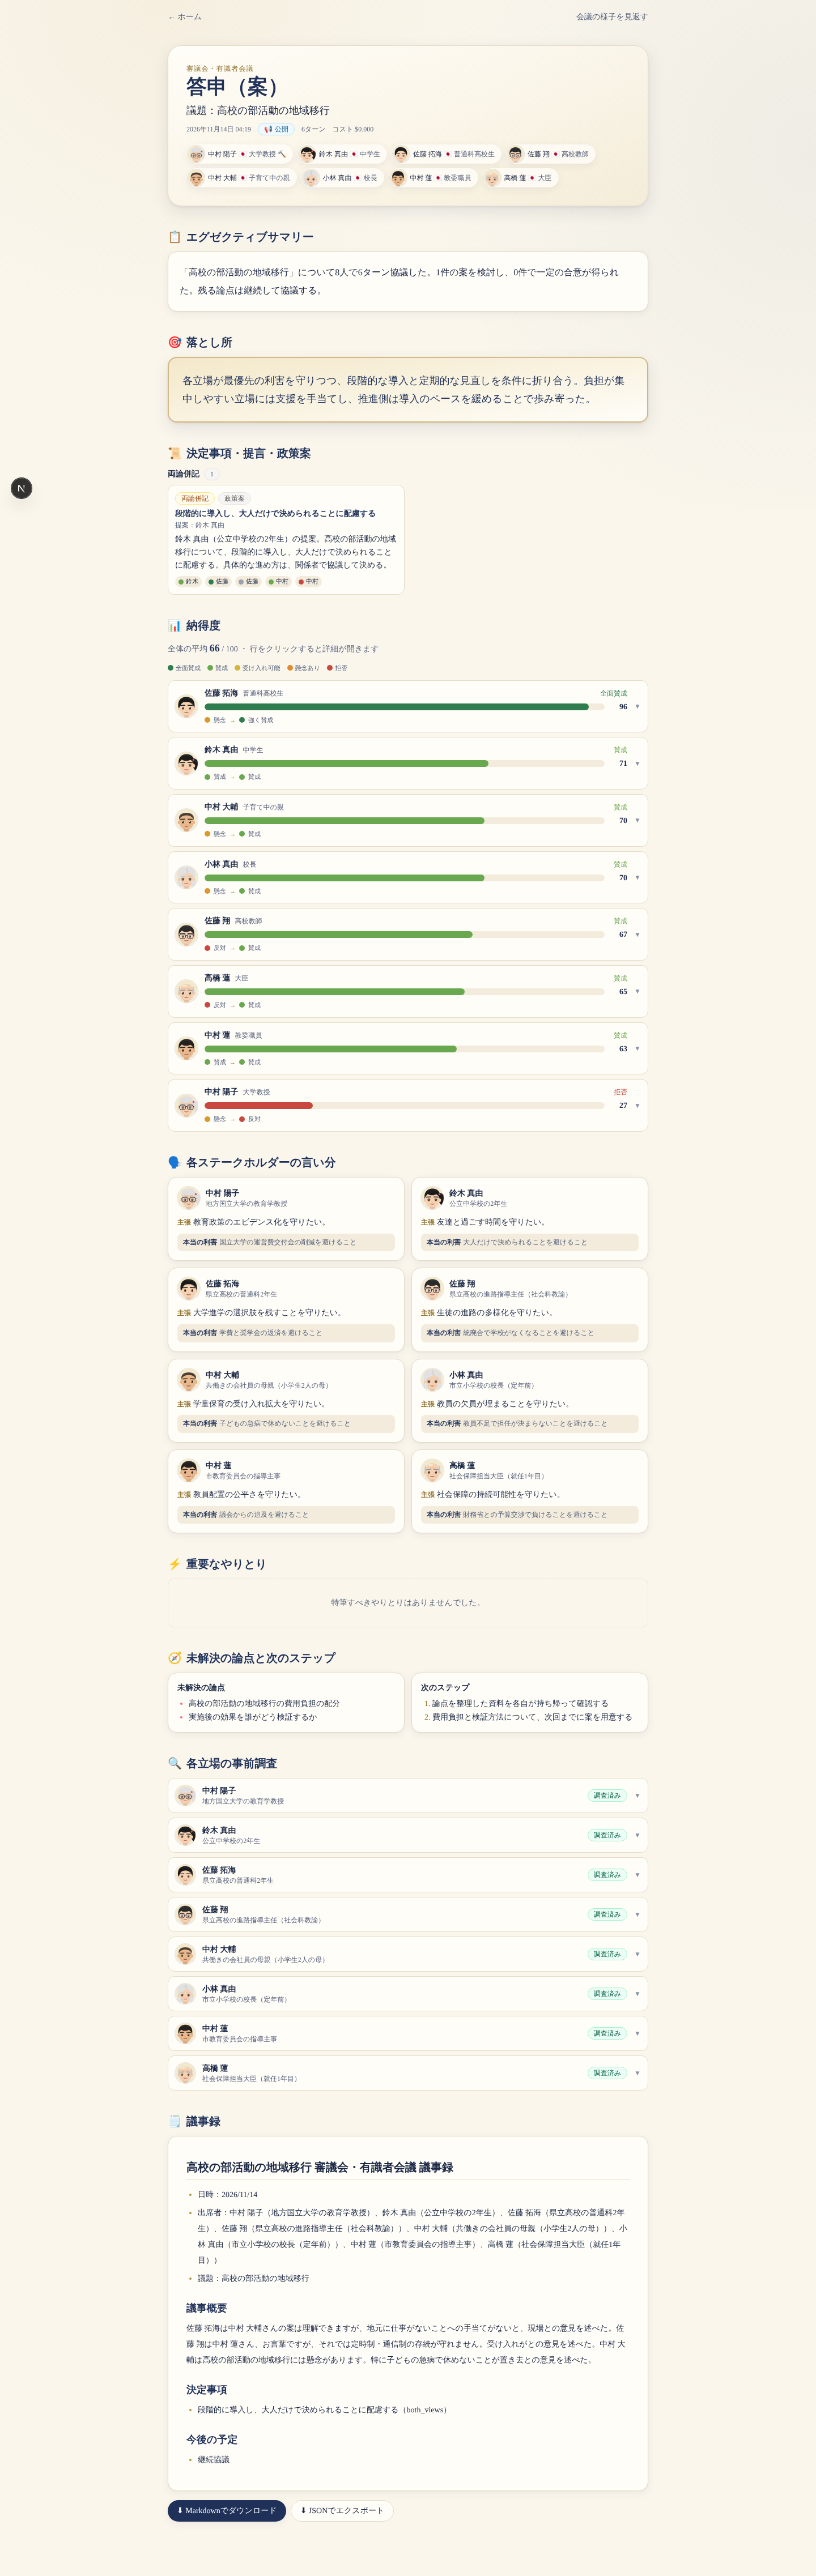 ← ホーム
会議の様子を見返す
審議会・有識者会議
答申（案）
議題：高校の部活動の地域移行
2026年11月14日 04:19 📢 公開 6ターン コスト $0.000
中村 陽子 大学教授 🔨 鈴木 真由 中学生 佐藤 拓海 普通科高校生 佐藤 翔 高校教師
中村 大輔 子育て中の親 小林 真由 校長 中村 蓮 教委職員 高橋 蓮 大臣
📋 エグゼクティブサマリー
「高校の部活動の地域移行」について8人で6ターン協議した。1件の案を検討し、0件で一定の合意が得られ
た。残る論点は継続して協議する。
🎯 落とし所
各立場が最優先の利害を守りつつ、段階的な導入と定期的な見直しを条件に折り合う。負担が集
中しやすい立場には支援を手当てし、推進側は導入のペースを緩めることで歩み寄った。
📜 決定事項・提言・政策案
両論併記 1
両論併記 政策案
段階的に導入し、大人だけで決められることに配慮する
提案：鈴木 真由
鈴木 真由（公立中学校の2年生）の提案。高校の部活動の地域
移行について、段階的に導入し、大人だけで決められること
に配慮する。具体的な進め方は、関係者で協議して決める。
鈴木 佐藤 佐藤 中村 中村
📊 納得度
全体の平均 66 / 100 ・ 行をクリックすると詳細が開きます
全面賛成 賛成 受け入れ可能 懸念あり 拒否
佐藤 拓海 普通科高校生 全面賛成
96 ▼
懸念 → 強く賛成
鈴木 真由 中学生 賛成
71 ▼
賛成 → 賛成
中村 大輔 子育て中の親 賛成
70 ▼
懸念 → 賛成
小林 真由 校長 賛成
70 ▼
懸念 → 賛成
佐藤 翔 高校教師 賛成
67 ▼
反対 → 賛成
高橋 蓮 大臣 賛成
65 ▼
反対 → 賛成
中村 蓮 教委職員 賛成
63 ▼
賛成 → 賛成
中村 陽子 大学教授 拒否
27 ▼
懸念 → 反対
🗣️ 各ステークホルダーの言い分
中村 陽子
地方国立大学の教育学教授
主張 教育政策のエビデンス化を守りたい。
本当の利害 国立大学の運営費交付金の削減を避けること
鈴木 真由
公立中学校の2年生
主張 友達と過ごす時間を守りたい。
本当の利害 大人だけで決められることを避けること
佐藤 拓海
県立高校の普通科2年生
主張 大学進学の選択肢を残すことを守りたい。
本当の利害 学費と奨学金の返済を避けること
佐藤 翔
県立高校の進路指導主任（社会科教諭）
主張 生徒の進路の多様化を守りたい。
本当の利害 統廃合で学校がなくなることを避けること
中村 大輔
共働きの会社員の母親（小学生2人の母）
主張 学童保育の受け入れ拡大を守りたい。
本当の利害 子どもの急病で休めないことを避けること
小林 真由
市立小学校の校長（定年前）
主張 教員の欠員が埋まることを守りたい。
本当の利害 教員不足で担任が決まらないことを避けること
中村 蓮
市教育委員会の指導主事
主張 教員配置の公平さを守りたい。
本当の利害 議会からの追及を避けること
高橋 蓮
社会保障担当大臣（就任1年目）
主張 社会保障の持続可能性を守りたい。
本当の利害 財務省との予算交渉で負けることを避けること
⚡ 重要なやりとり
特筆すべきやりとりはありませんでした。
🧭 未解決の論点と次のステップ
未解決の論点
高校の部活動の地域移行の費用負担の配分
実施後の効果を誰がどう検証するか
次のステップ
1. 論点を整理した資料を各自が持ち帰って確認する
2. 費用負担と検証方法について、次回までに案を用意する
🔍 各立場の事前調査
中村 陽子
地方国立大学の教育学教授
調査済み ▼
鈴木 真由
公立中学校の2年生
調査済み ▼
佐藤 拓海
県立高校の普通科2年生
調査済み ▼
佐藤 翔
県立高校の進路指導主任（社会科教諭）
調査済み ▼
中村 大輔
共働きの会社員の母親（小学生2人の母）
調査済み ▼
小林 真由
市立小学校の校長（定年前）
調査済み ▼
中村 蓮
市教育委員会の指導主事
調査済み ▼
高橋 蓮
社会保障担当大臣（就任1年目）
調査済み ▼
🗒️ 議事録
高校の部活動の地域移行 審議会・有識者会議 議事録
日時：2026/11/14
出席者：中村 陽子（地方国立大学の教育学教授）、鈴木 真由（公立中学校の2年生）、佐藤 拓海（県立高校の普通科2年
生）、佐藤 翔（県立高校の進路指導主任（社会科教諭））、中村 大輔（共働きの会社員の母親（小学生2人の母））、小
林 真由（市立小学校の校長（定年前））、中村 蓮（市教育委員会の指導主事）、高橋 蓮（社会保障担当大臣（就任1年
目））
議題：高校の部活動の地域移行
議事概要
佐藤 拓海は中村 大輔さんの案は理解できますが、地元に仕事がないことへの手当てがないと、現場との意見を述べた。佐
藤 翔は中村 蓮さん、お言葉ですが、それでは定時制・通信制の存続が守れません。受け入れがとの意見を述べた。中村 大
輔は高校の部活動の地域移行には懸念があります。特に子どもの急病で休めないことが置き去との意見を述べた。
決定事項
段階的に導入し、大人だけで決められることに配慮する（both_views）
今後の予定
継続協議
⬇ Markdownでダウンロード
⬇ JSONでエクスポート
N